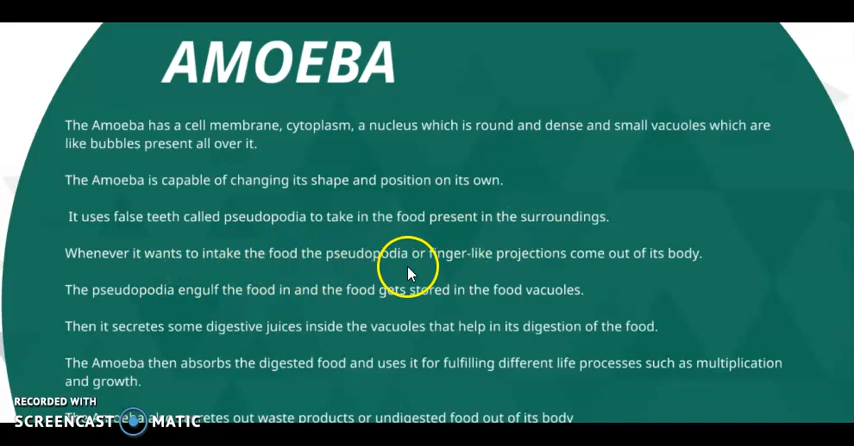 AMOEBA
The Amoeba has a cell membrane, cytoplasm, a nucleus which is round and dense and small vacuoles which are
like bubbles present all over it.
The Amoeba is capable of changing its shape and position on its own.
It uses false teeth called pseudopodia to take in the food present in the surroundings.
Whenever it wants to intake the food the pseudopodia or finger-like projections come out of its body.
The pseudopodia engulf the food in and the food gets stored in the food vacuoles.
Then it secretes some digestive juices inside the vacuoles that help in its digestion of the food.
The Amoeba then absorbs the digested food and uses it for fulfilling different life processes such as multiplication
and growth.
RECORDED WITH
SCREENCAST MATIC
The Amoeba also secretes out waste products or undigested food out of its body